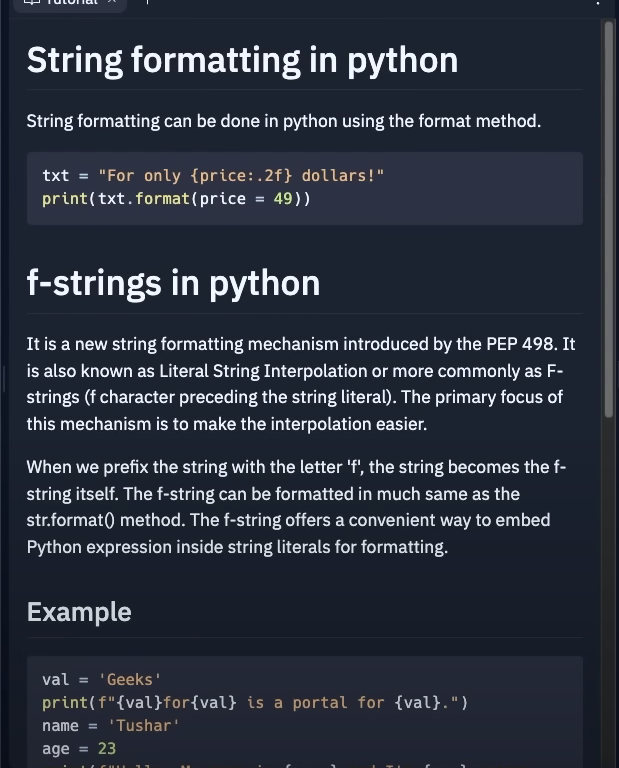 Tutorial
String formatting in python
String formatting can be done in python using the format method.
txt = "For only {price:.2f} dollars!"
print(txt.format(price = 49))
f-strings in python
It is a new string formatting mechanism introduced by the PEP 498. It
is also known as Literal String Interpolation or more commonly as F-
strings (f character preceding the string literal). The primary focus of
this mechanism is to make the interpolation easier.
When we prefix the string with the letter 'f', the string becomes the f-
string itself. The f-string can be formatted in much same as the
str.format() method. The f-string offers a convenient way to embed
Python expression inside string literals for formatting.
Example
val = 'Geeks'
print(f"{val}for{val} is a portal for {val}.")
name = 'Tushar'
age = 23